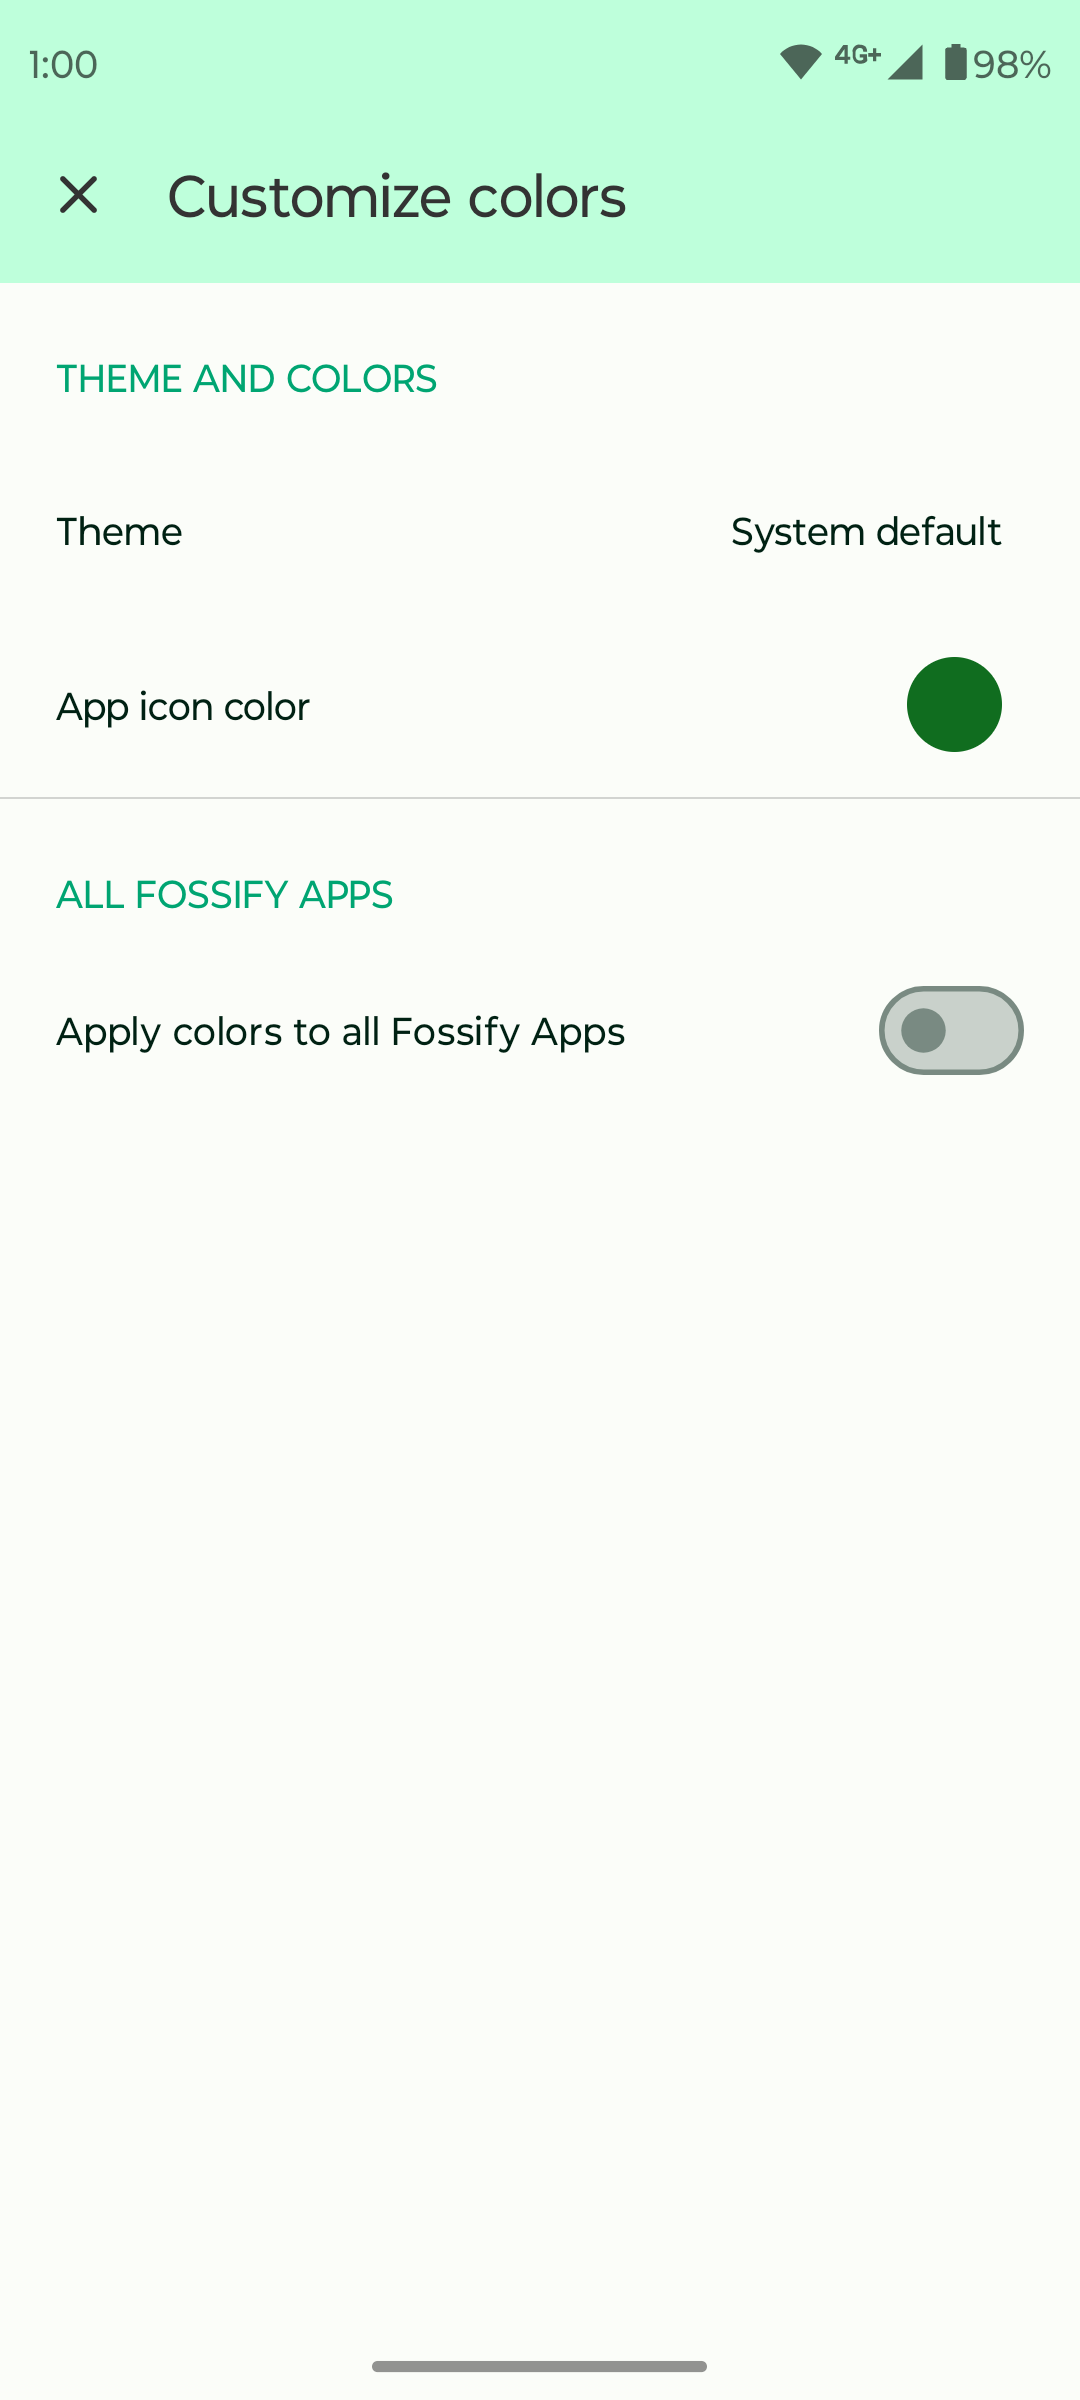 1:00 4G+ 98%
Customize colors
THEME AND COLORS
Theme System default
App icon color
ALL FOSSIFY APPS
Apply colors to all Fossify Apps